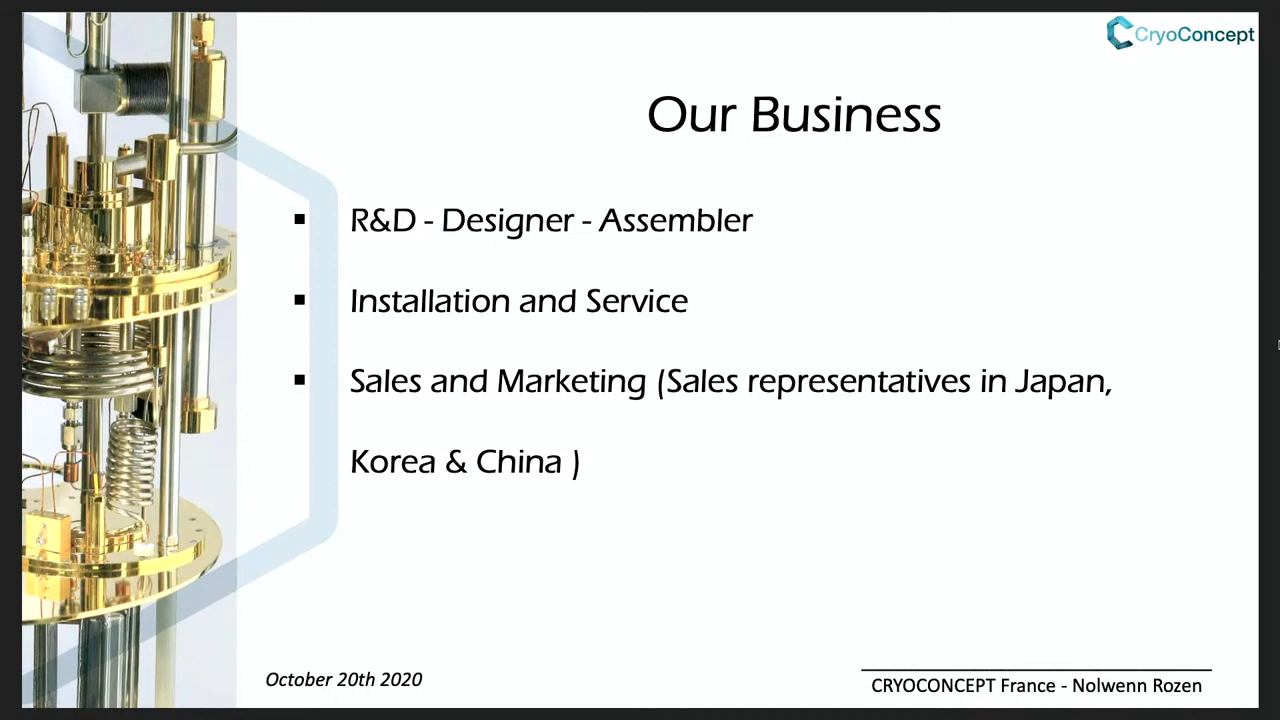 CryoConcept
Our Business
▪ R&D - Designer - Assembler
▪ Installation and Service
▪ Sales and Marketing (Sales representatives in Japan,
Korea & China )
October 20th 2020
CRYOCONCEPT France - Nolwenn Rozen